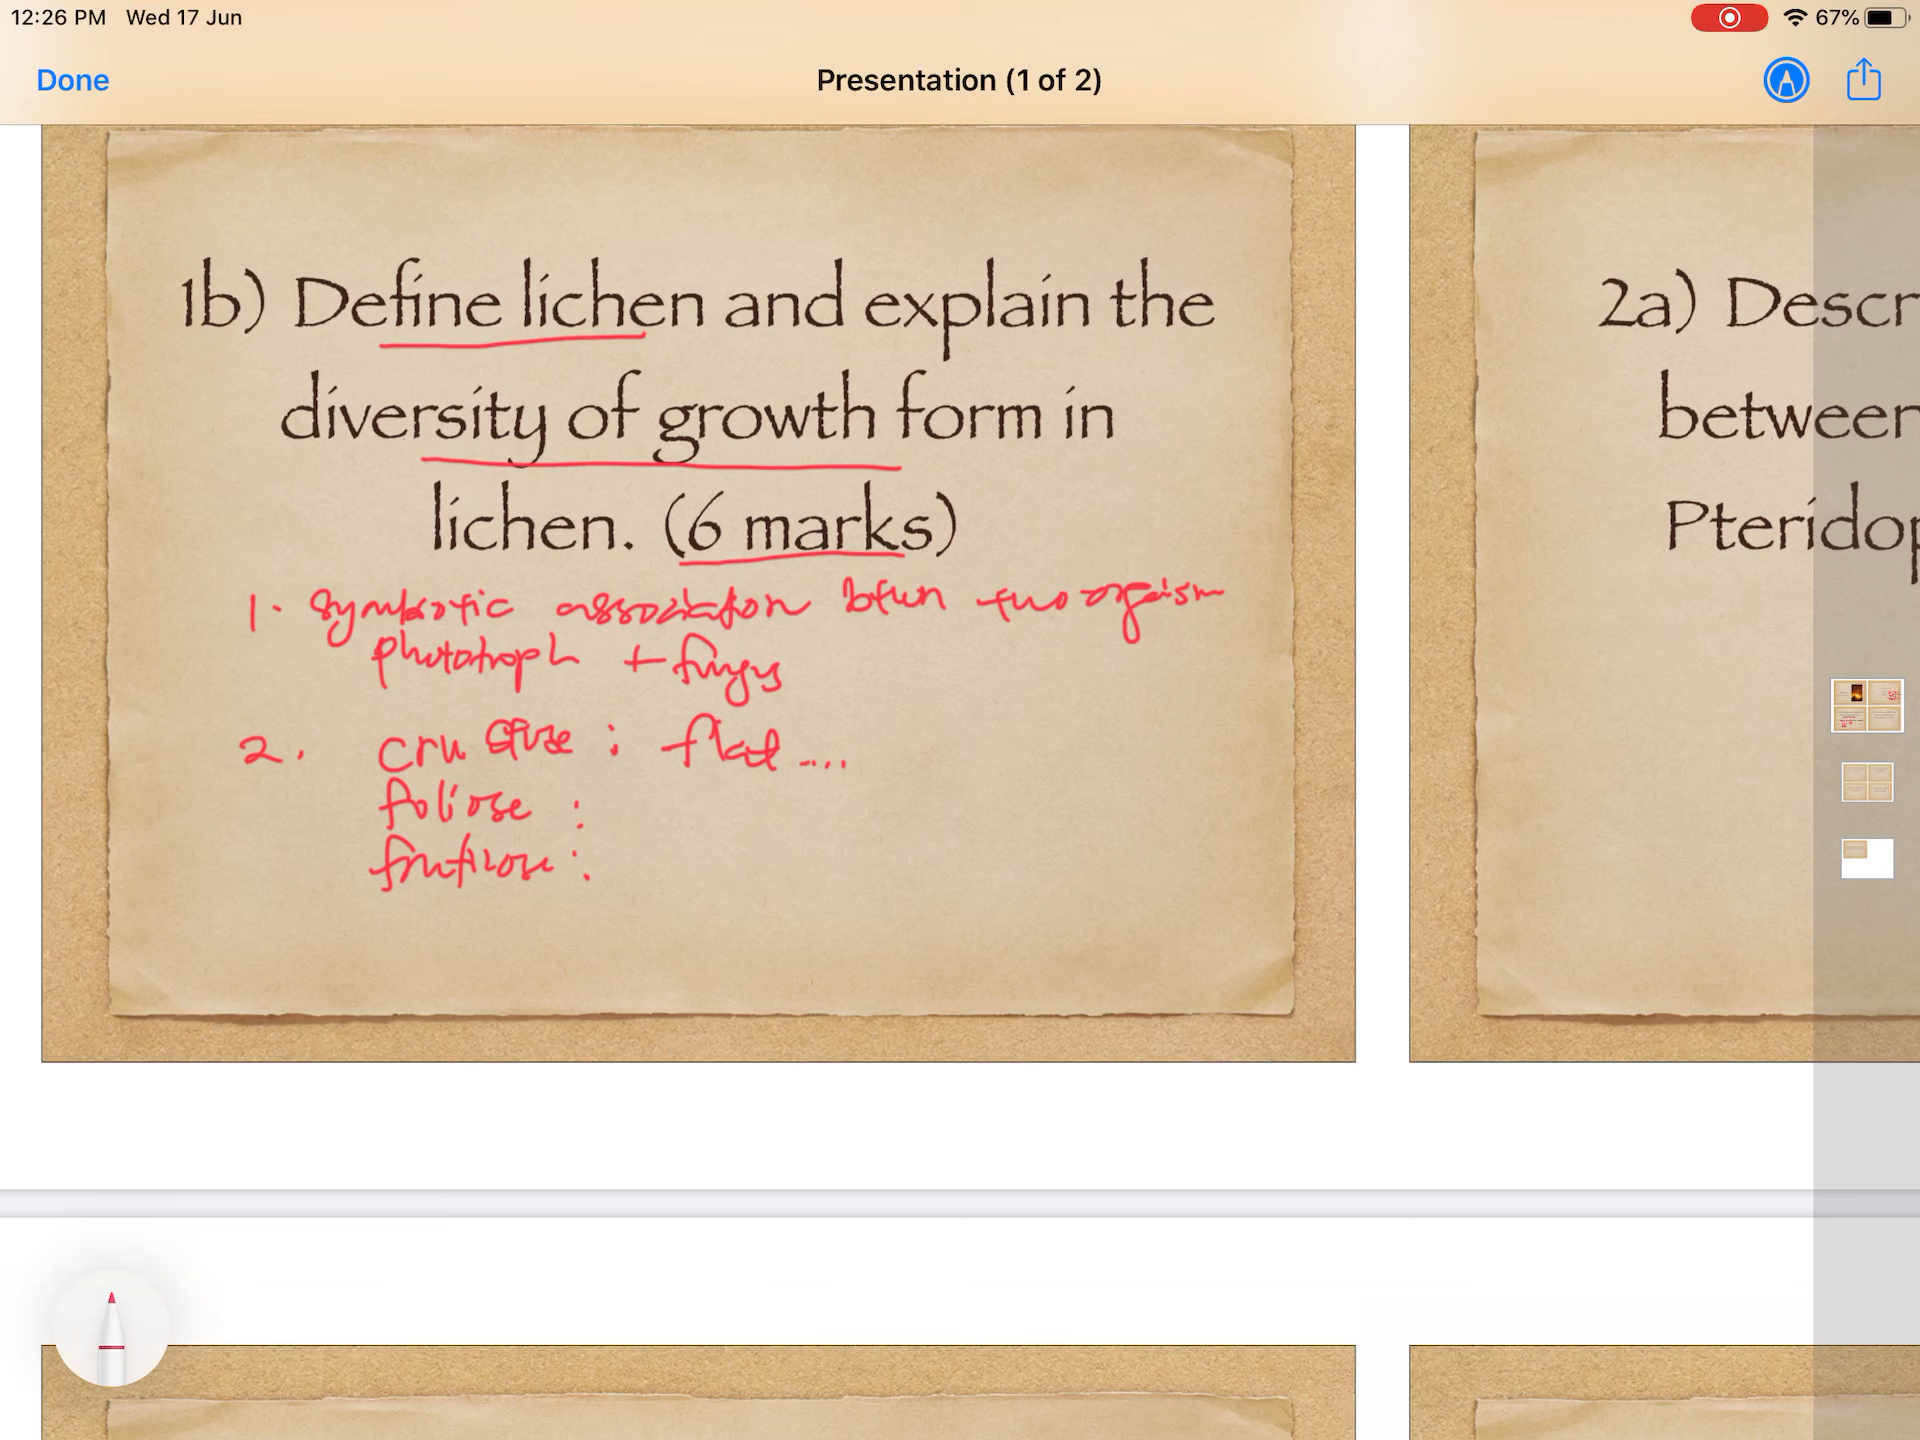 12:26 PM Wed 17 Jun
67%
Done
Presentation (1 of 2)
1b) Define lichen and explain the
diversity of growth form in
lichen. (6 marks)
1. Symbiotic association btwn two orgaism
phototroph + fungus
2. crustose : flat ....
foliose :
fruticose :
2a) Descr
between
Pteridop